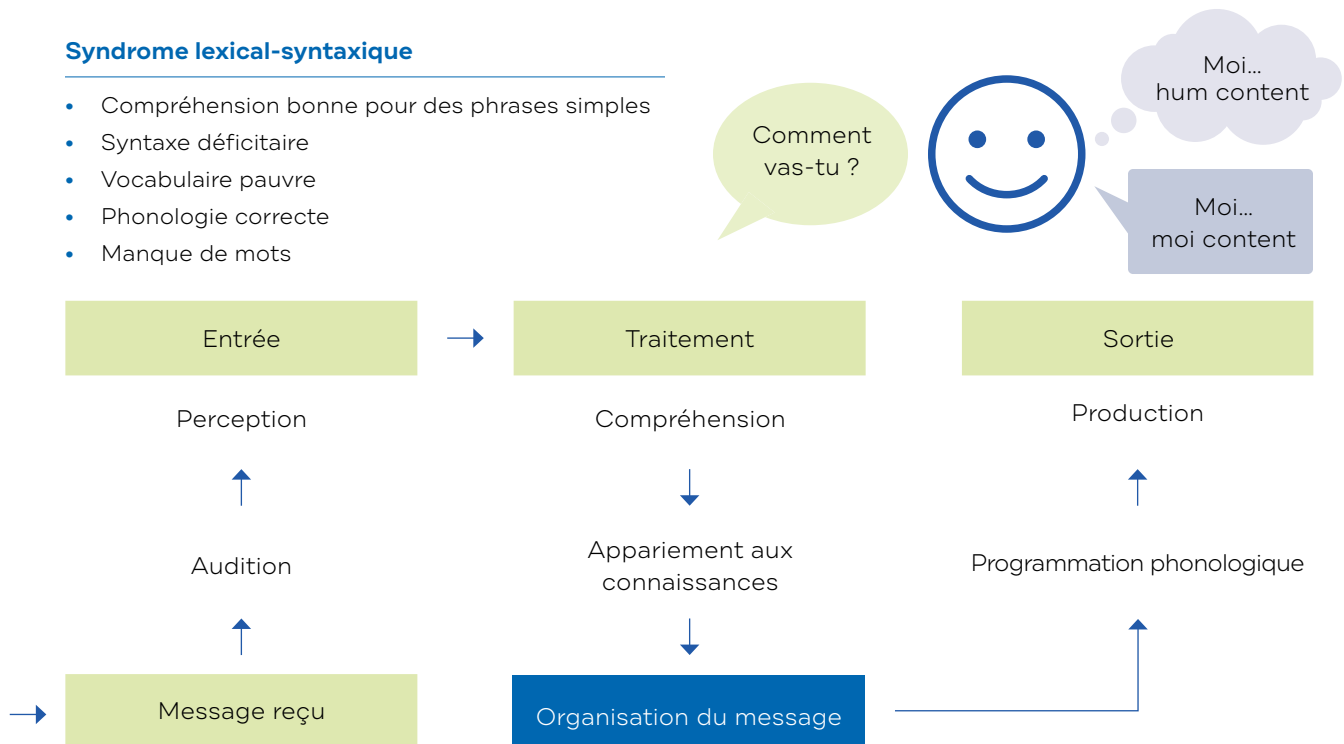 Syndrome lexical-syntaxique
• Compréhension bonne pour des phrases simples
• Syntaxe déficitaire
• Vocabulaire pauvre
• Phonologie correcte
• Manque de mots
Comment
vas-tu ?
Moi...
hum content
Moi...
moi content
Entrée
Traitement
Sortie
Perception
Compréhension
Production
Audition
Appariement aux
connaissances
Programmation phonologique
Message reçu
Organisation du message